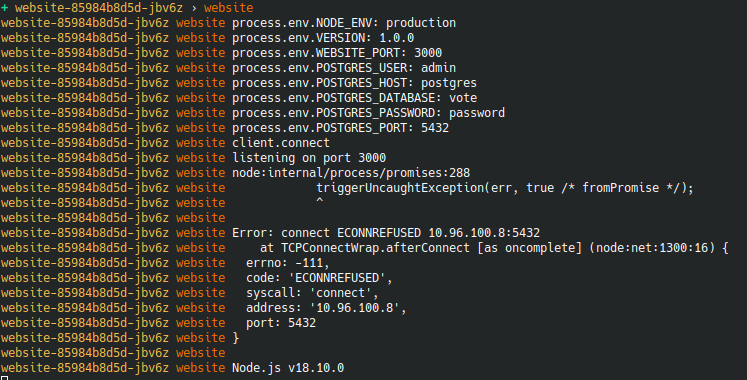 + website-85984b8d5d-jbv6z › website
website-85984b8d5d-jbv6z website process.env.NODE_ENV: production
website-85984b8d5d-jbv6z website process.env.VERSION: 1.0.0
website-85984b8d5d-jbv6z website process.env.WEBSITE_PORT: 3000
website-85984b8d5d-jbv6z website process.env.POSTGRES_USER: admin
website-85984b8d5d-jbv6z website process.env.POSTGRES_HOST: postgres
website-85984b8d5d-jbv6z website process.env.POSTGRES_DATABASE: vote
website-85984b8d5d-jbv6z website process.env.POSTGRES_PASSWORD: password
website-85984b8d5d-jbv6z website process.env.POSTGRES_PORT: 5432
website-85984b8d5d-jbv6z website client.connect
website-85984b8d5d-jbv6z website listening on port 3000
website-85984b8d5d-jbv6z website node:internal/process/promises:288
website-85984b8d5d-jbv6z website             triggerUncaughtException(err, true /* fromPromise */);
website-85984b8d5d-jbv6z website             ^
website-85984b8d5d-jbv6z website
website-85984b8d5d-jbv6z website Error: connect ECONNREFUSED 10.96.100.8:5432
website-85984b8d5d-jbv6z website     at TCPConnectWrap.afterConnect [as oncomplete] (node:net:1300:16) {
website-85984b8d5d-jbv6z website   errno: -111,
website-85984b8d5d-jbv6z website   code: 'ECONNREFUSED',
website-85984b8d5d-jbv6z website   syscall: 'connect',
website-85984b8d5d-jbv6z website   address: '10.96.100.8',
website-85984b8d5d-jbv6z website   port: 5432
website-85984b8d5d-jbv6z website }
website-85984b8d5d-jbv6z website
website-85984b8d5d-jbv6z website Node.js v18.10.0